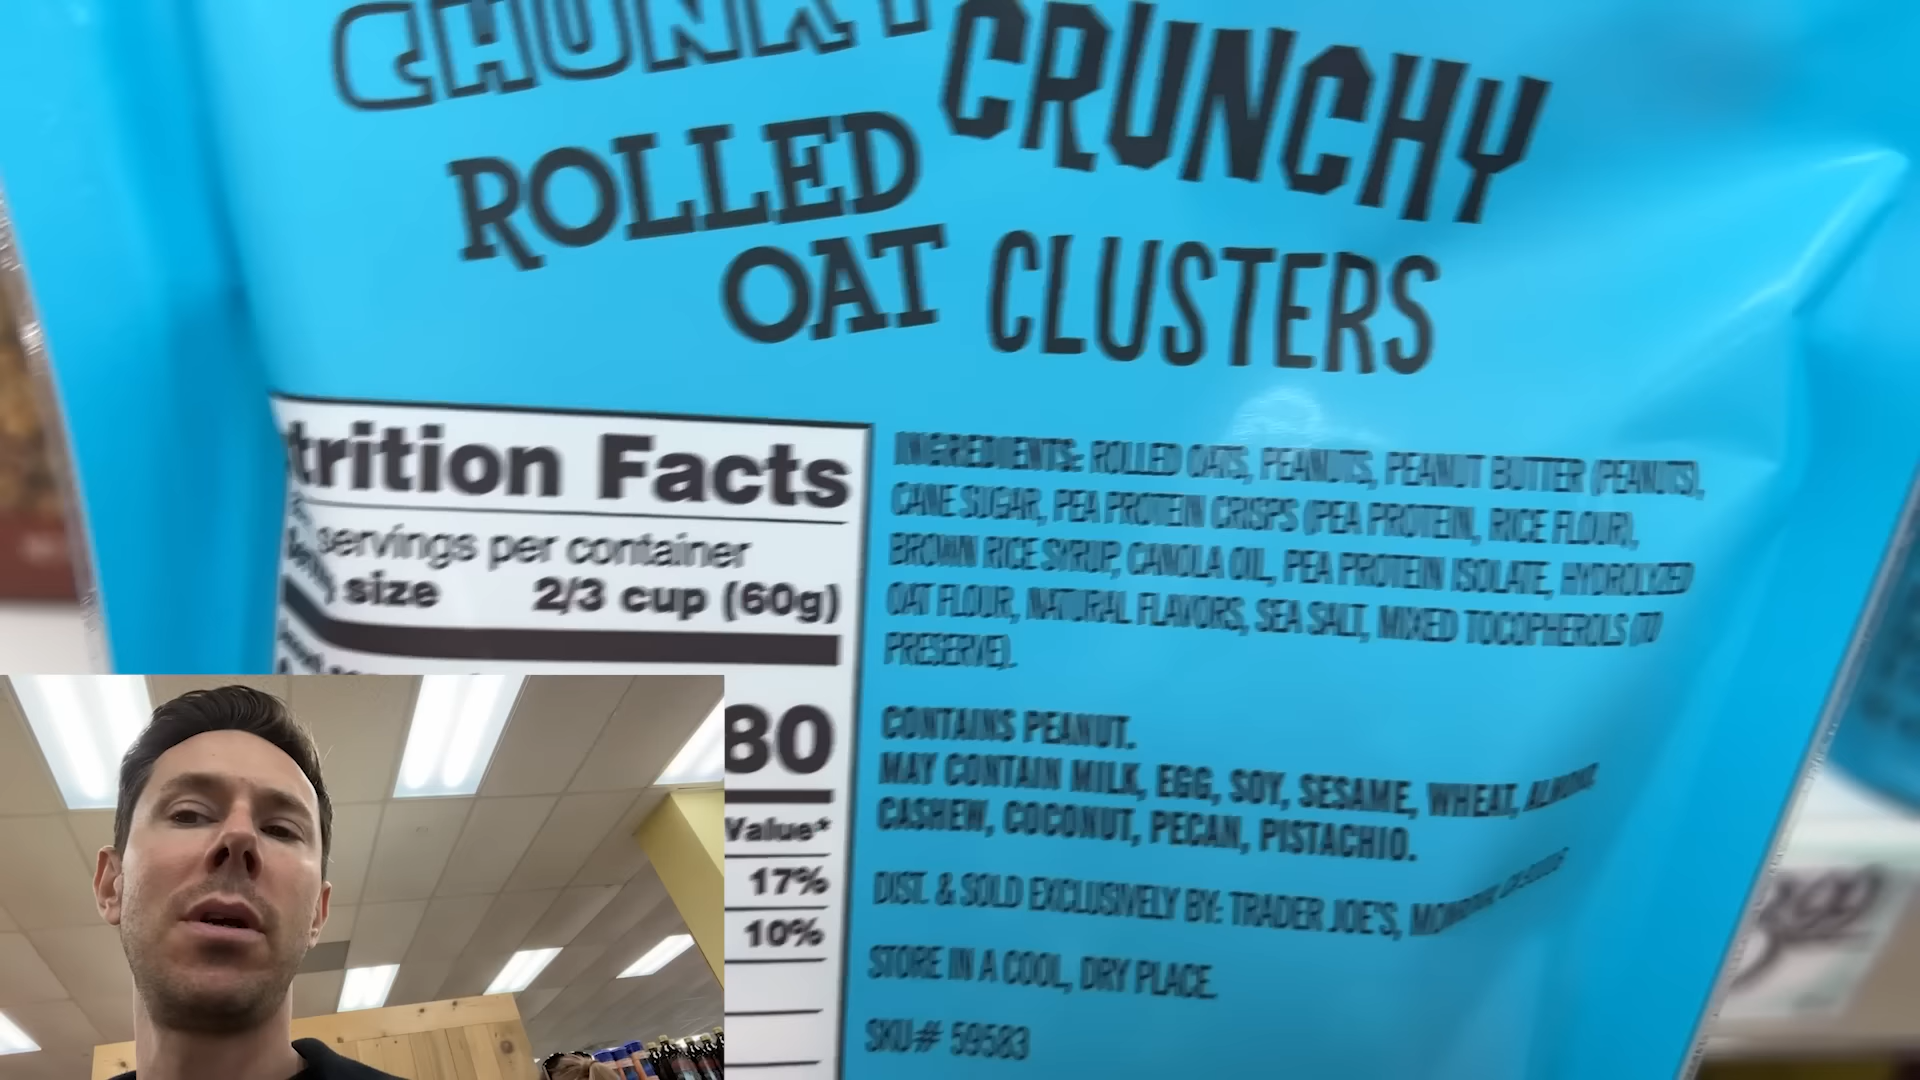 CHUNKY CRUNCHY
ROLLED
OAT CLUSTERS
trition Facts
servings per container
size 2/3 cup (60g)
80
Value*
17%
10%
INGREDIENTS: ROLLED OATS, PEANUTS, PEANUT BUTTER (PEANUTS),
CANE SUGAR, PEA PROTEIN CRISPS (PEA PROTEIN, RICE FLOUR),
BROWN RICE SYRUP, CANOLA OIL, PEA PROTEIN ISOLATE, HYDROLYZED
OAT FLOUR, NATURAL FLAVORS, SEA SALT, MIXED TOCOPHEROLS (TO
PRESERVE).
CONTAINS PEANUT.
MAY CONTAIN MILK, EGG, SOY, SESAME, WHEAT, ALMOND,
CASHEW, COCONUT, PECAN, PISTACHIO.
DIST. & SOLD EXCLUSIVELY BY: TRADER JOE'S,
STORE IN A COOL, DRY PLACE.
SKU# 59583